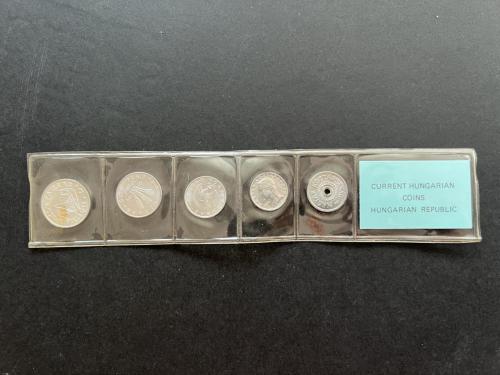 CURRENT HUNGARIAN
COINS
HUNGARIAN REPUBLIC